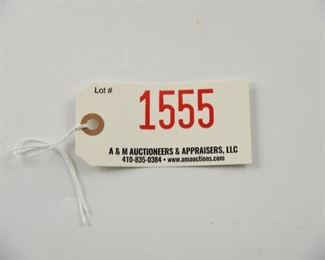 Lot #
1555
A & M AUCTIONEERS & APPRAISERS, LLC
410-835-0384 • www.amauctions.com